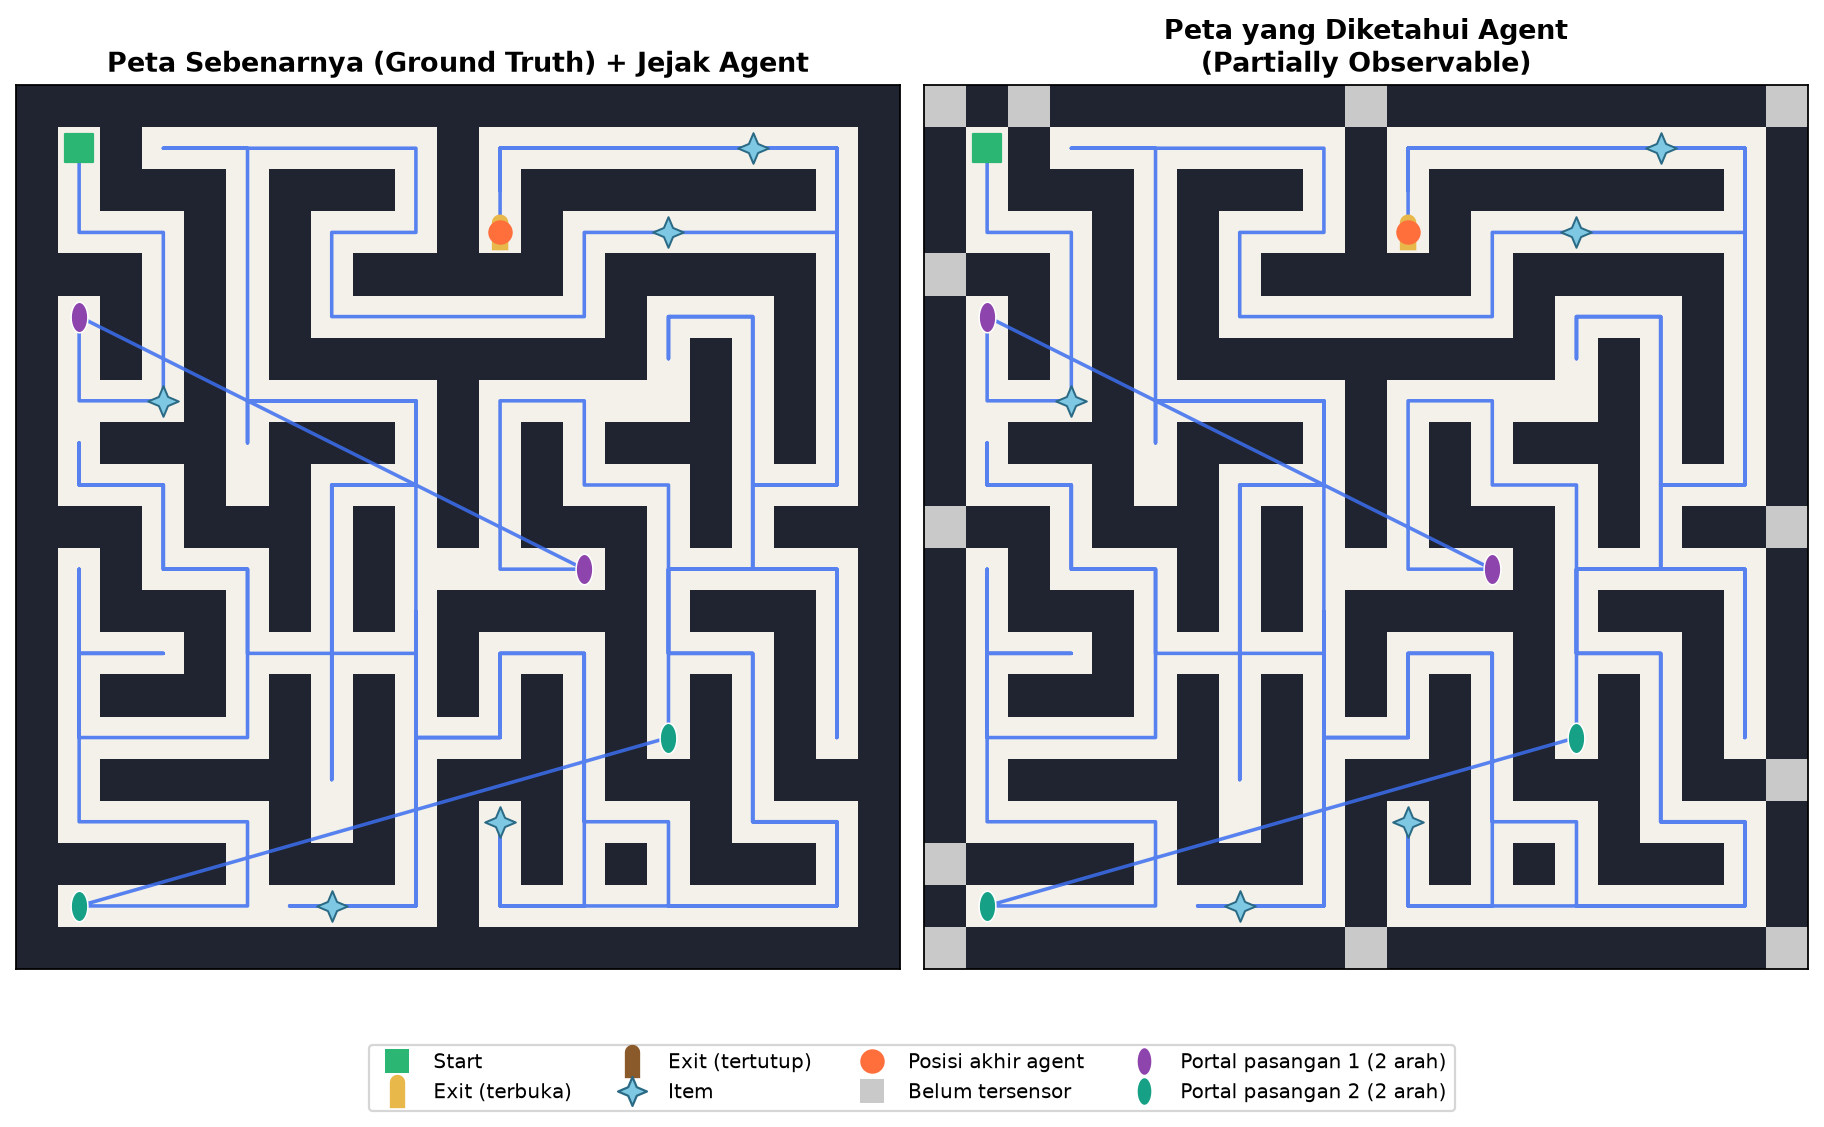 Peta Sebenarnya (Ground Truth) + Jejak Agent
Peta yang Diketahui Agent
(Partially Observable)
Start
Exit (terbuka)
Exit (tertutup)
Item
Posisi akhir agent
Belum tersensor
Portal pasangan 1 (2 arah)
Portal pasangan 2 (2 arah)